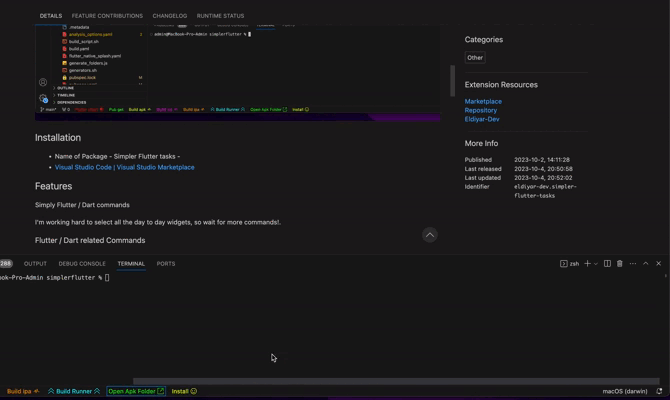 DETAILS FEATURE CONTRIBUTIONS CHANGELOG RUNTIME STATUS
.metadata
analysis_options.yaml 2
build_script.sh
build.yaml
flutter_native_splash.yaml
generate_folders.js
generators.sh
pubspec.lock M
OUTLINE
TIMELINE
DEPENDENCIES
admin@MacBook-Pro-Admin simplerflutter %
main* Pub get Build apk Build ipa Build Runner Open Apk Folder Install
Categories
Other
Extension Resources
Marketplace
Repository
Eldiyar-Dev
More Info
Published 2023-10-2, 14:11:28
Last released 2023-10-4, 20:50:58
Last updated 2023-10-4, 20:52:02
Identifier eldiyar-dev.simpler-
flutter-tasks
Installation
• Name of Package - Simpler Flutter tasks -
• Visual Studio Code | Visual Studio Marketplace
Features
Simply Flutter / Dart commands
I'm working hard to select all the day to day widgets, so wait for more commands!.
Flutter / Dart related Commands
288 OUTPUT DEBUG CONSOLE TERMINAL PORTS
zsh
ook-Pro-Admin simplerflutter %
Build ipa Build Runner Open Apk Folder Install
macOS (darwin)